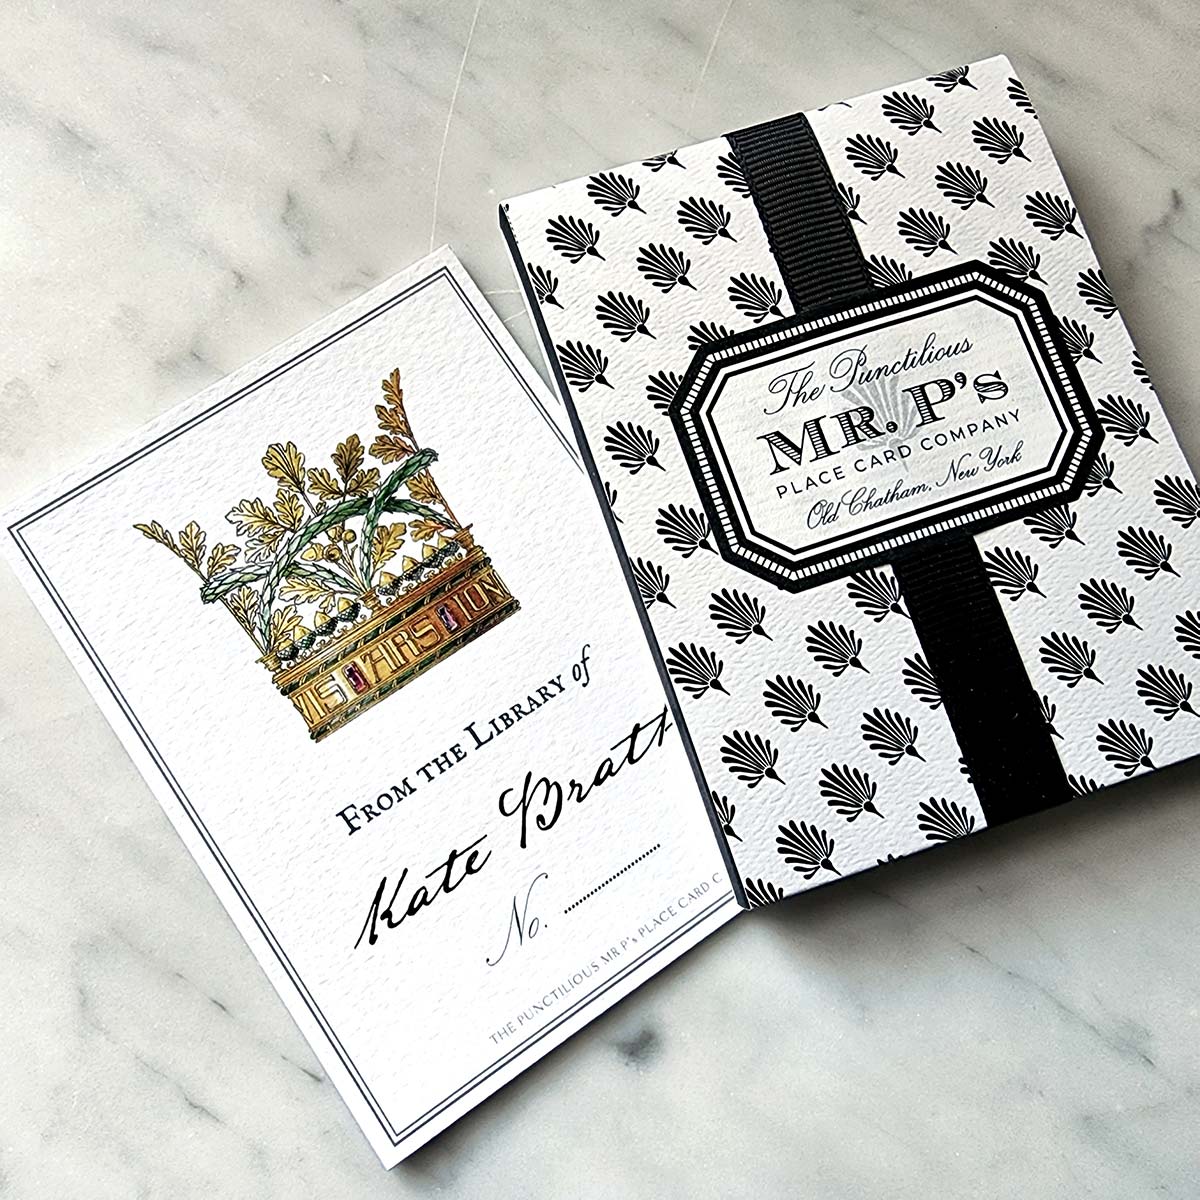 From the Library of
Kate Brat
No.
THE PUNCTILIOUS MR P's PLACE CARD C
The Punctilious
MR. P's
PLACE CARD COMPANY
Old Chatham, New York